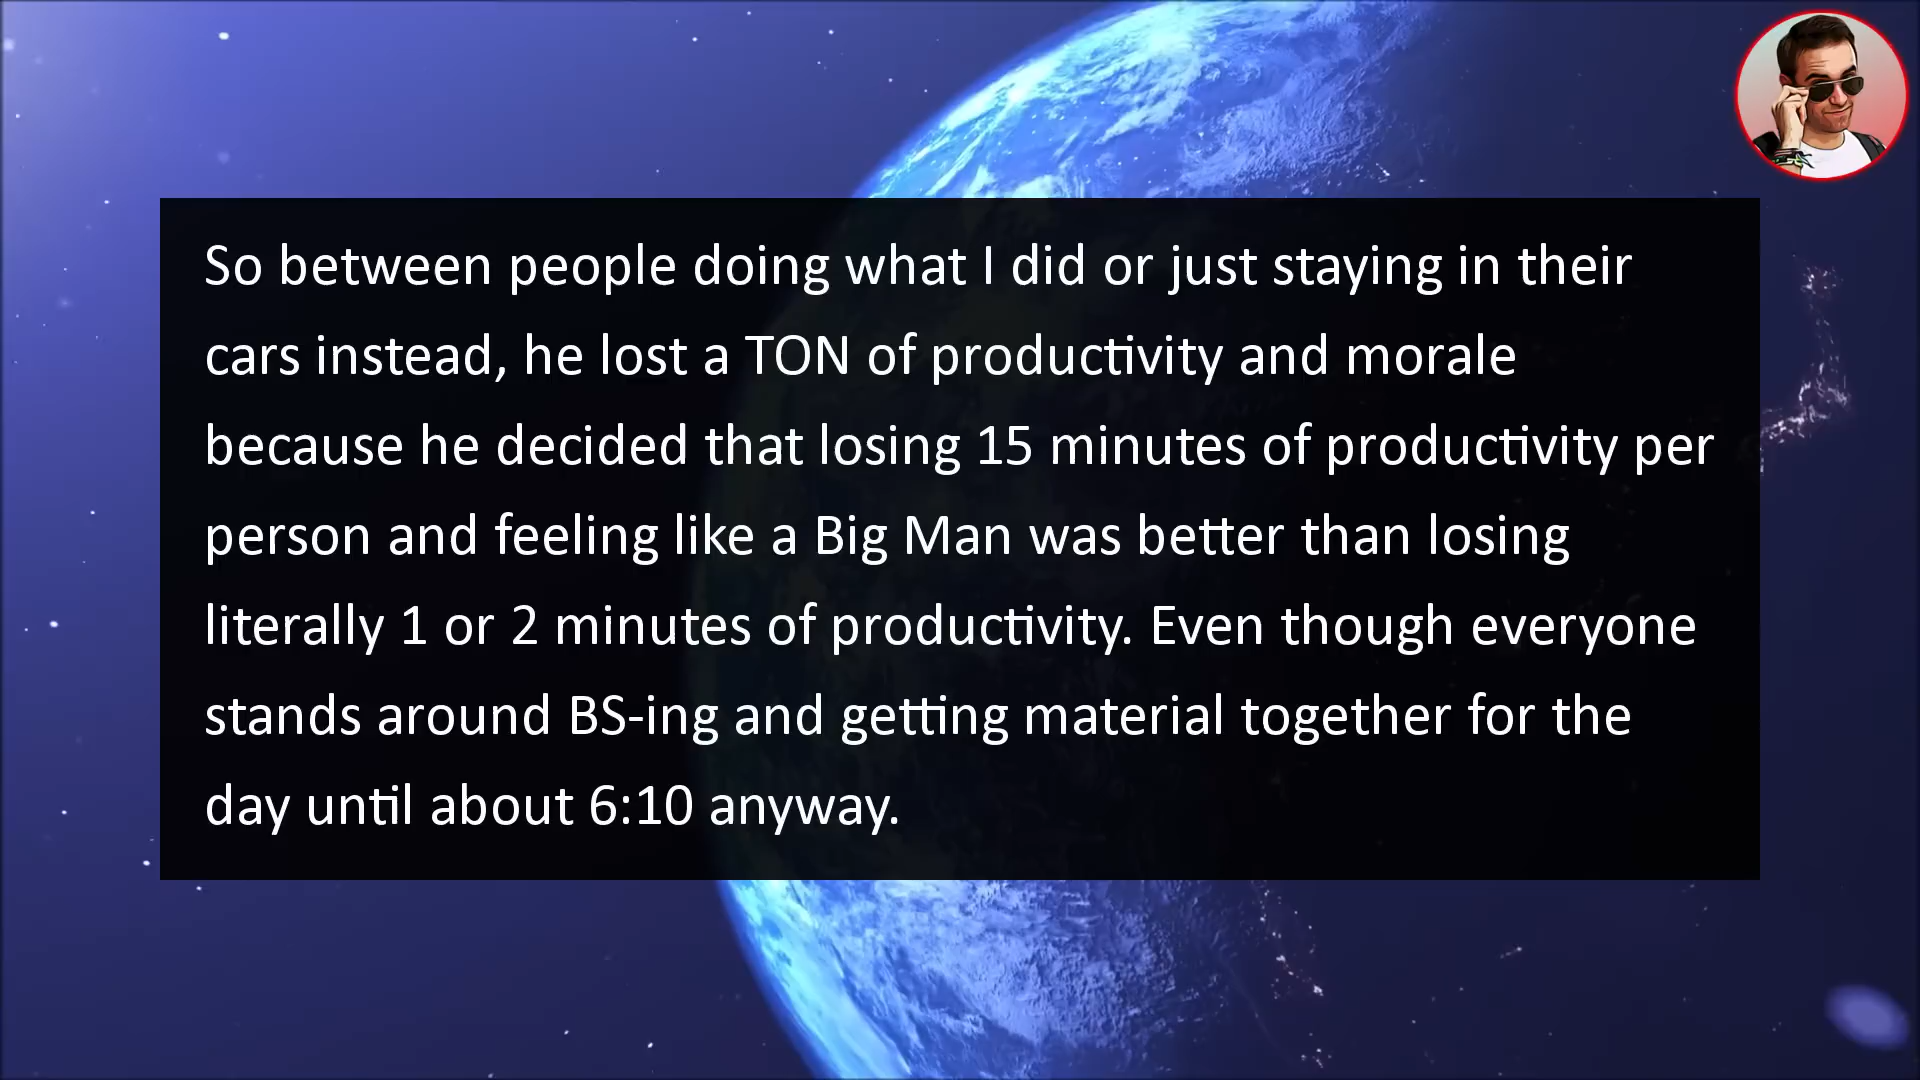 So between people doing what I did or just staying in their
cars instead, he lost a TON of productivity and morale
because he decided that losing 15 minutes of productivity per
person and feeling like a Big Man was better than losing
literally 1 or 2 minutes of productivity. Even though everyone
stands around BS-ing and getting material together for the
day until about 6:10 anyway.